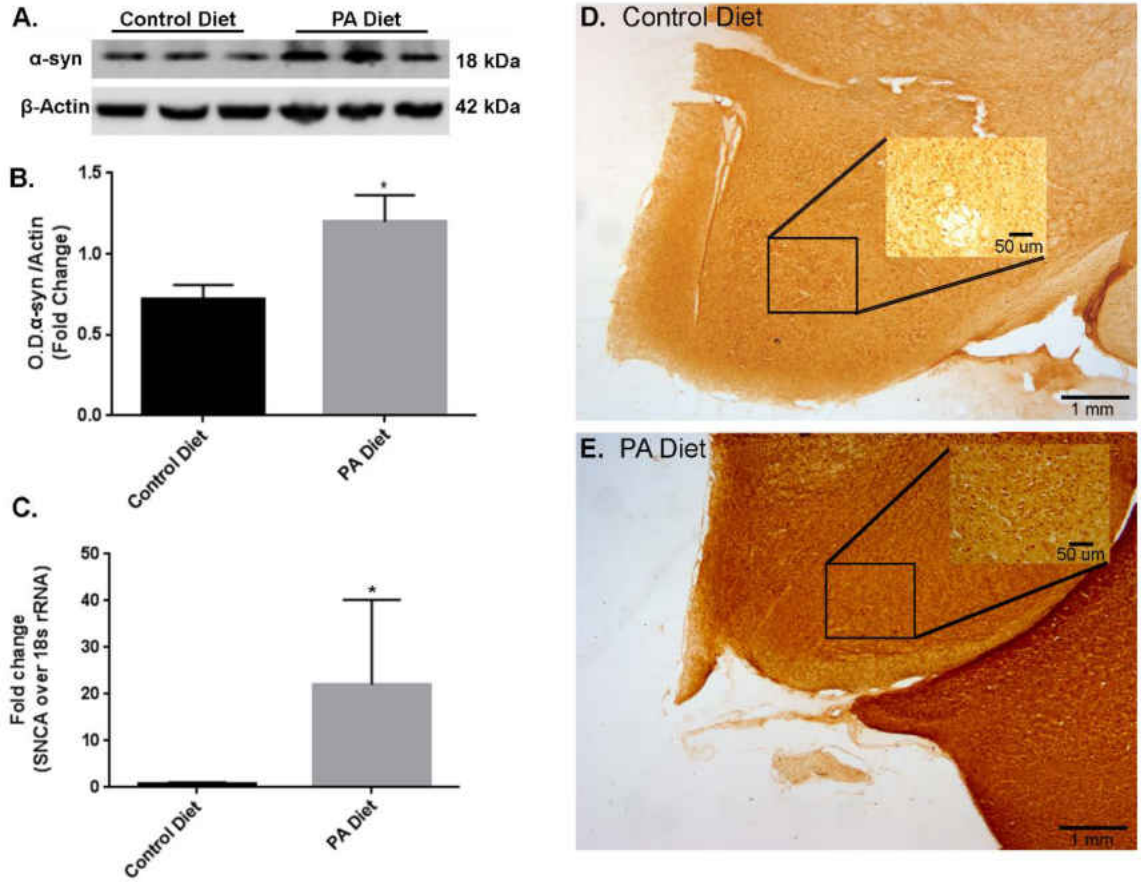 A.
Control Diet PA Diet
α-syn 18 kDa
β-Actin 42 kDa
B.
O.D.α-syn /Actin
(Fold Change)
1.5
1.0
0.5
0.0
*
Control Diet
PA Diet
C.
Fold change
(SNCA over 18s rRNA)
50
40
30
20
10
0
*
Control Diet
PA Diet
D. Control Diet
50 um
1 mm
E. PA Diet
50 um
1 mm